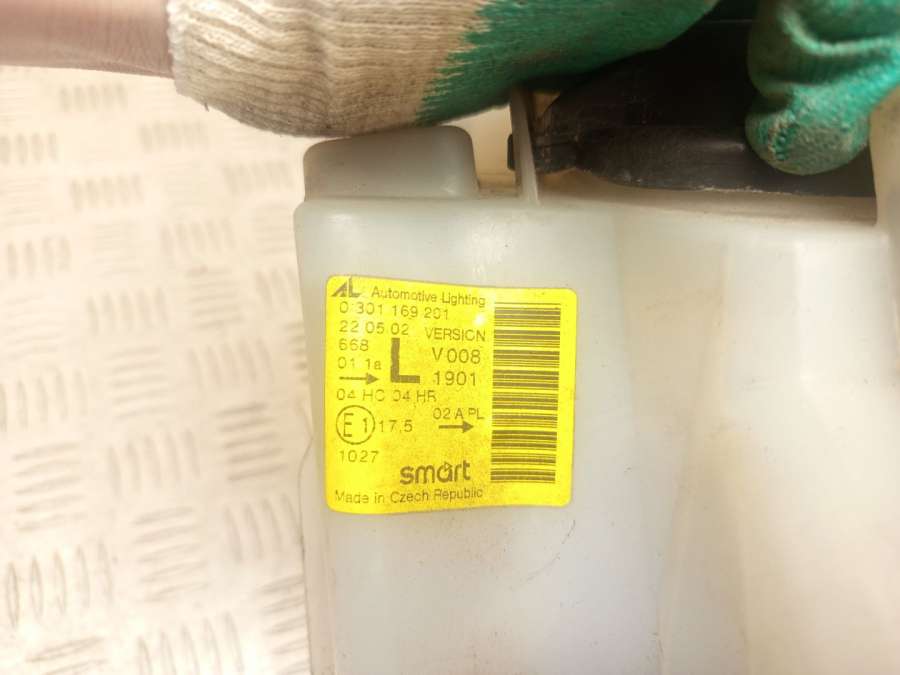 AL Automotive Lighting
0 301 169 201
22 05 02 VERSION
668 L V008
01 1a 1901
04 HC 04 HR
E1 17.5 02 A PL
1027
smart
Made in Czech Republic